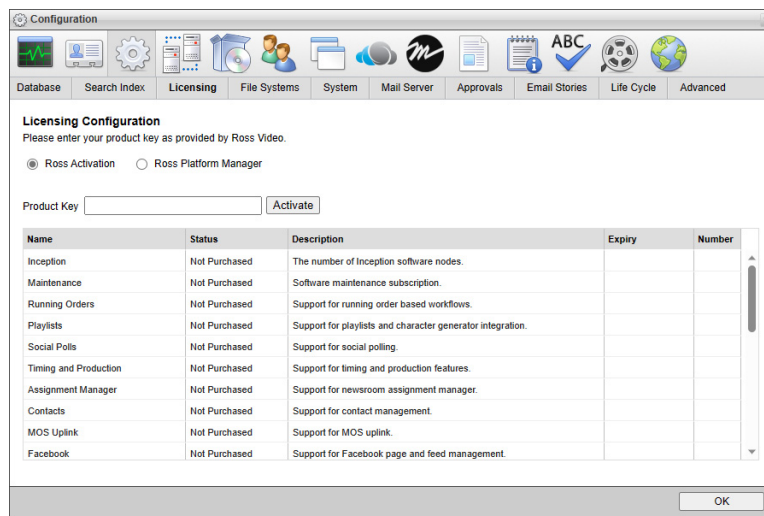 Configuration
ABC
Database Search Index Licensing File Systems System Mail Server Approvals Email Stories Life Cycle Advanced
Licensing Configuration
Please enter your product key as provided by Ross Video.
Ross Activation Ross Platform Manager
Product Key Activate
Name Status Description Expiry Number
Inception Not Purchased The number of Inception software nodes.
Maintenance Not Purchased Software maintenance subscription.
Running Orders Not Purchased Support for running order based workflows.
Playlists Not Purchased Support for playlists and character generator integration.
Social Polls Not Purchased Support for social polling.
Timing and Production Not Purchased Support for timing and production features.
Assignment Manager Not Purchased Support for newsroom assignment manager.
Contacts Not Purchased Support for contact management.
MOS Uplink Not Purchased Support for MOS uplink.
Facebook Not Purchased Support for Facebook page and feed management.
OK